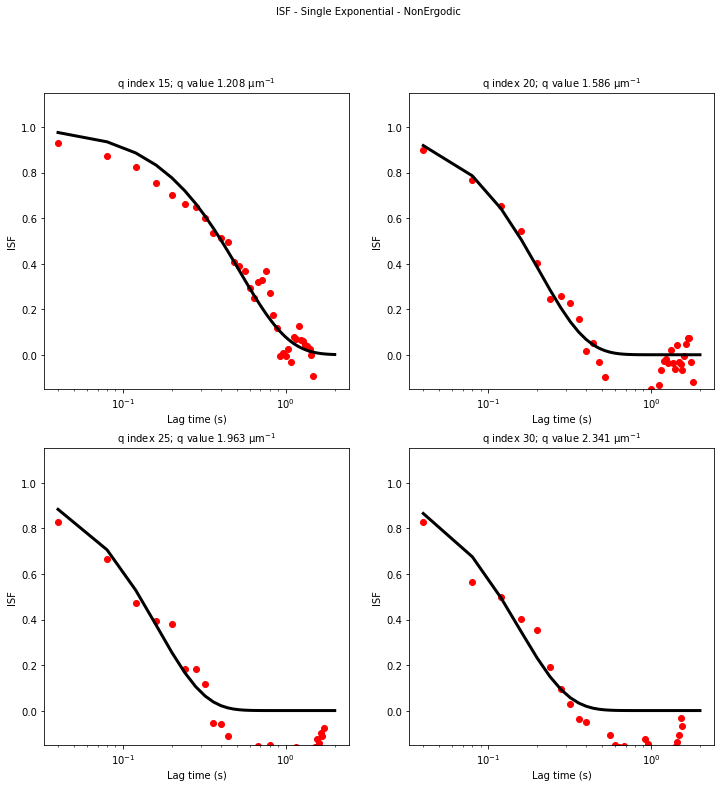 ISF - Single Exponential - NonErgodic
q index 15; q value 1.208 μm⁻¹
q index 20; q value 1.586 μm⁻¹
1.0
0.8
0.6
0.4
0.2
0.0
ISF
10⁻¹
10⁰
Lag time (s)
1.0
0.8
0.6
0.4
0.2
0.0
ISF
10⁻¹
10⁰
Lag time (s)
q index 25; q value 1.963 μm⁻¹
q index 30; q value 2.341 μm⁻¹
1.0
0.8
0.6
0.4
0.2
0.0
ISF
10⁻¹
10⁰
Lag time (s)
1.0
0.8
0.6
0.4
0.2
0.0
ISF
10⁻¹
10⁰
Lag time (s)